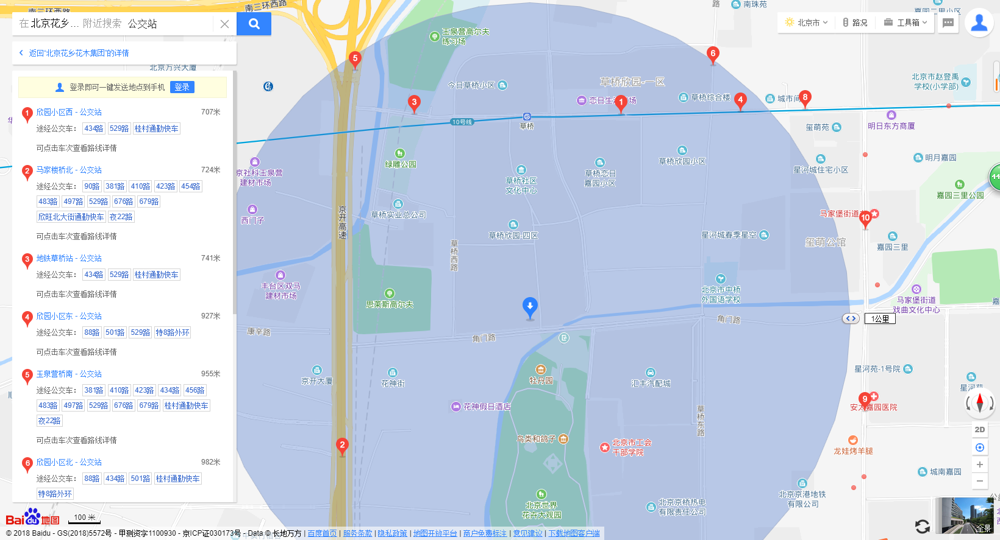 南三环西路
南三环西路
路
南珠苑
嘉园二里小区
在 北京花乡... 附近搜索 公交站
北京市
路况
工具箱
返回"北京花乡花木集团"的详情
北京万兴大厦
登录即可一键发送地点到手机 登录
1 欣园小区西 - 公交站 707米
途经公交车： 434路 529路 桂村通勤快车
可点击车次查看路线详情
2 马家楼桥北 - 公交站 724米
途经公交车： 90路 381路 410路 423路 454路
483路 497路 529路 676路 679路
欣旺北大街通勤快车 夜22路
可点击车次查看路线详情
3 地铁草桥站 - 公交站 741米
途经公交车： 434路 529路 桂村通勤快车
可点击车次查看路线详情
4 欣园小区东 - 公交站 927米
途经公交车： 88路 501路 529路 特8路外环
可点击车次查看路线详情
5 玉泉营桥南 - 公交站 955米
途经公交车： 381路 410路 423路 434路 456路
483路 497路 529路 676路 679路 桂村通勤快车
夜22路
可点击车次查看路线详情
6 欣园小区北 - 公交站 982米
途经公交车： 88路 434路 501路 桂村通勤快车
特8路外环
玉泉营高尔夫
练习场
5
6
今日草桥小区
草桥欣园-一区
北京市赵登禹
学校(小学部)
3
恋日生
场
1
草桥综合楼
4
城市间
8
10号线
草桥
明日东方商厦
玺萌苑
绿雕公园
草桥欣园小区
明月嘉园
京社科玉泉营
建材市场
草桥社区
文化中心
草桥恋日
嘉园小区
星河城住宅小区
44
嘉园三里公园
京开高速
草桥实业总公司
西门子
马家堡街道
10
草桥欣园-四区
星河城春季星空
玺萌公馆
嘉园三里
草桥西路
丰台区双马
建材市场
北京市中桥
外国语学校
思莱斯高尔夫
马家堡街道
戏曲文化中心
嘉
角门路
1公里
康辛路
角门路
牡丹园
京开大厦
花神街
汇丰汽配城
星河苑-1号院
星河苑
花神假日酒店
9
安太嘉园医院
草桥东路
2D
鸟类和鸽子
北京市工会
干部学院
2
龙娃烤羊腿
城南嘉园
北京世界
花卉大观园
北京京桥热电
有限责任公司
北京京港地铁
有限公司
Bai du 地图
100 米
全景
© 2018 Baidu - GS(2018)5572号 - 甲测资字1100930 - 京ICP证030173号 - Data © 长地万方 | 百度首页 | 服务条款 | 隐私政策 | 地图开放平台 | 商户免费标注 | 意见建议 | 下载地图客户端